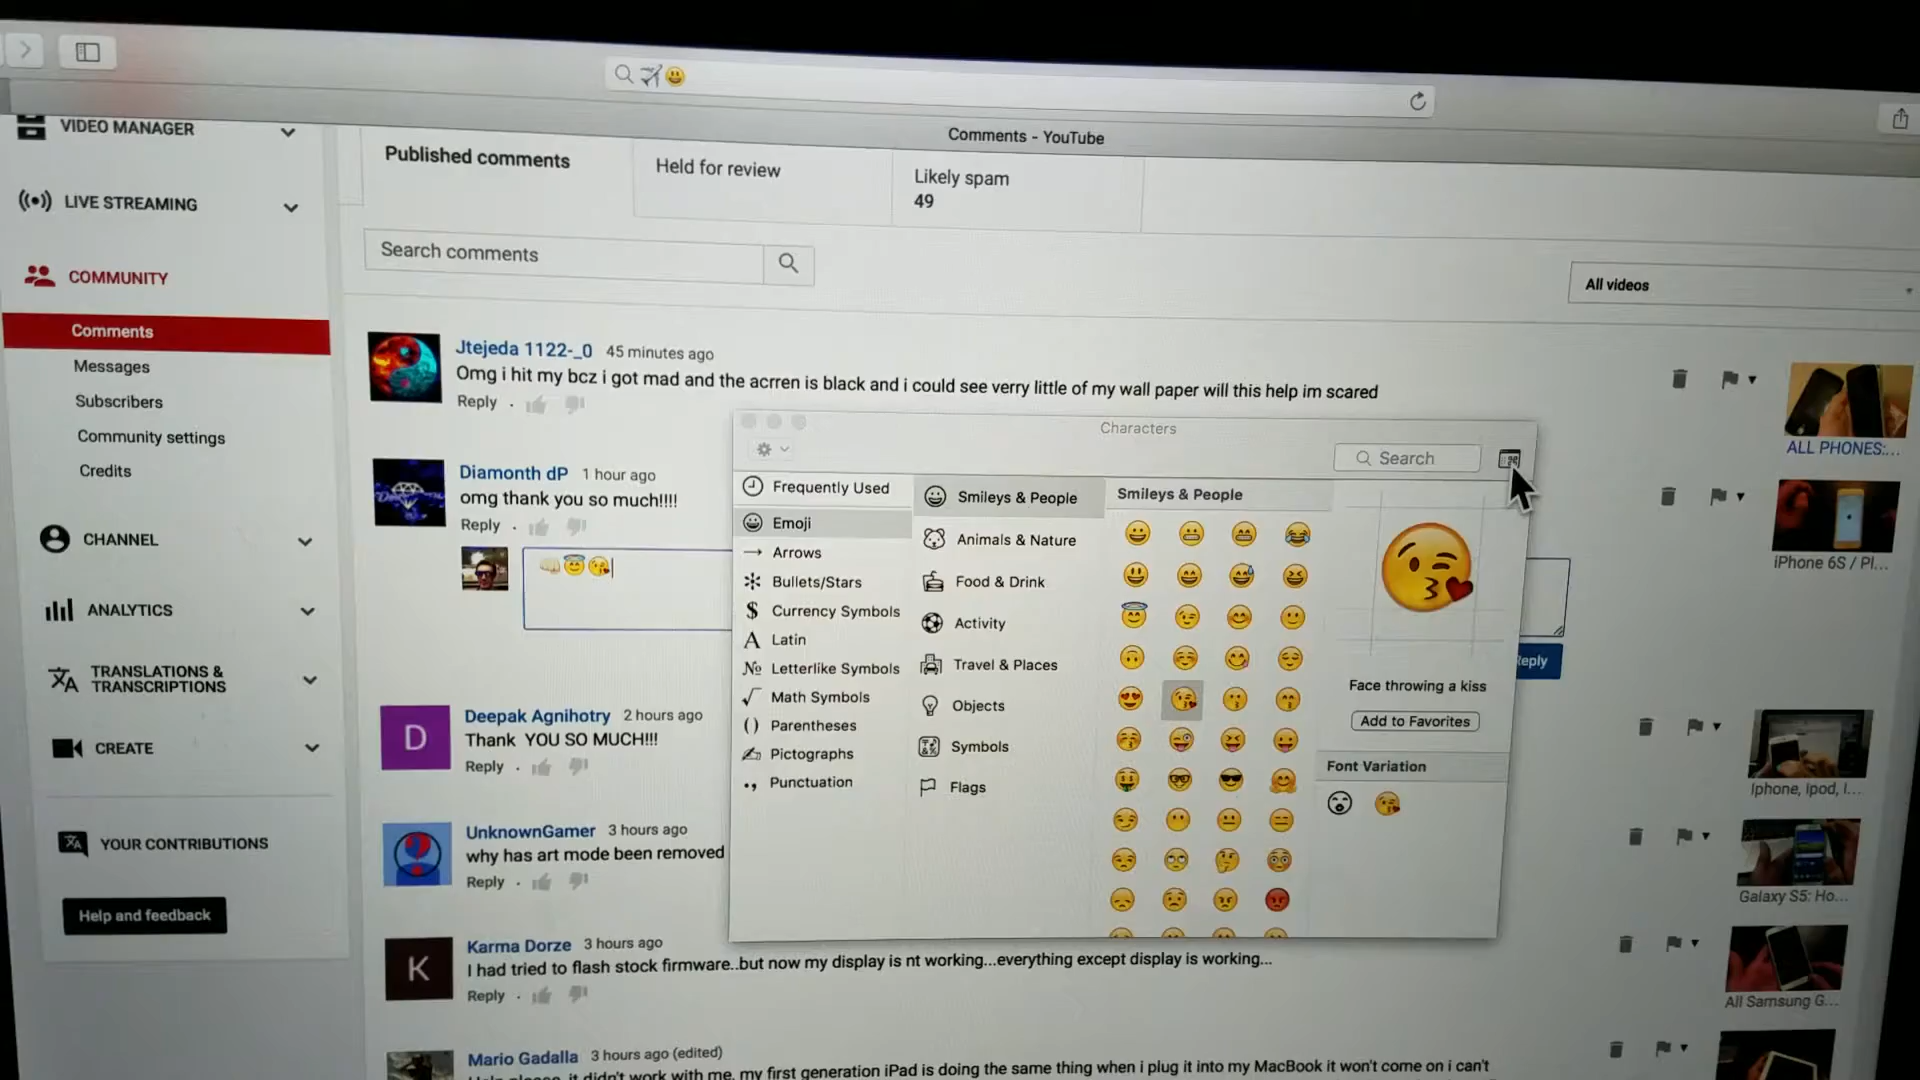 Comments - YouTube
VIDEO MANAGER
LIVE STREAMING
COMMUNITY
Comments
Messages
Subscribers
Community settings
Credits
CHANNEL
ANALYTICS
TRANSLATIONS &
TRANSCRIPTIONS
CREATE
YOUR CONTRIBUTIONS
Help and feedback
Published comments
Held for review
Likely spam
49
Search comments
All videos
Jtejeda 1122-_0 45 minutes ago
Omg i hit my bcz i got mad and the acrren is black and i could see verry little of my wall paper will this help im scared
Reply
ALL PHONES:...
Diamonth dP 1 hour ago
omg thank you so much!!!!
Reply
iPhone 6S / Pl...
👊🏻😇😘
Reply
Deepak Agnihotry 2 hours ago
Thank YOU SO MUCH!!!
Reply
D
Iphone, Ipod, I...
UnknownGamer 3 hours ago
why has art mode been removed
Reply
Galaxy S5: Ho...
Karma Dorze 3 hours ago
I had tried to flash stock firmware..but now my display is nt working...everything except display is working...
Reply
K
All Samsung G...
Mario Gadalla 3 hours ago (edited)
it didn't work with me. my first generation iPad is doing the same thing when i plug it into my MacBook it won't come on i can't
Characters
Search
Frequently Used
Emoji
Arrows
Bullets/Stars
Currency Symbols
Latin
Letterlike Symbols
Math Symbols
Parentheses
Pictographs
Punctuation
Smileys & People
Animals & Nature
Food & Drink
Activity
Travel & Places
Objects
Symbols
Flags
Smileys & People
Face throwing a kiss
Add to Favorites
Font Variation